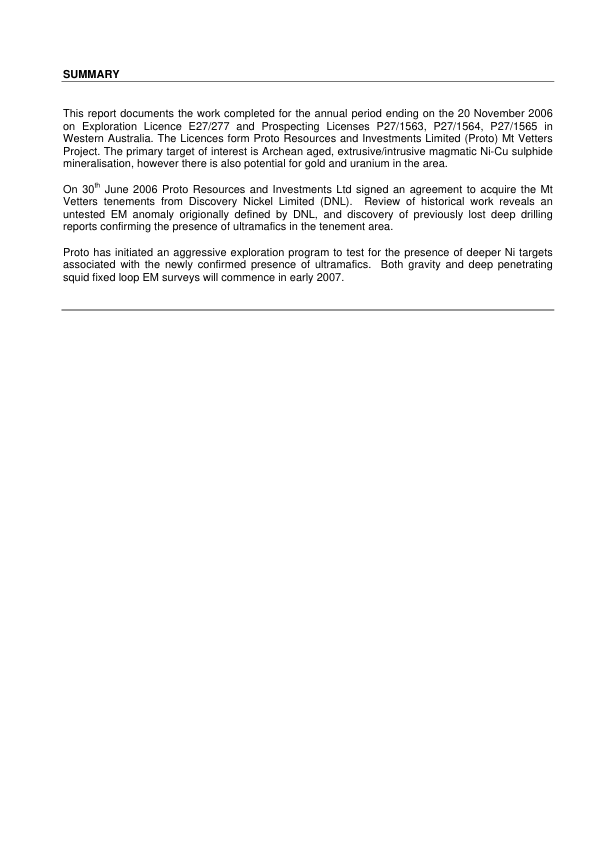 SUMMARY
This report documents the work completed for the annual period ending on the 20 November 2006
on Exploration Licence E27/277 and Prospecting Licenses P27/1563, P27/1564, P27/1565 in
Western Australia. The Licences form Proto Resources and Investments Limited (Proto) Mt Vetters
Project. The primary target of interest is Archean aged, extrusive/intrusive magmatic Ni-Cu sulphide
mineralisation, however there is also potential for gold and uranium in the area.
On 30th June 2006 Proto Resources and Investments Ltd signed an agreement to acquire the Mt
Vetters tenements from Discovery Nickel Limited (DNL). Review of historical work reveals an
untested EM anomaly origionally defined by DNL, and discovery of previously lost deep drilling
reports confirming the presence of ultramafics in the tenement area.
Proto has initiated an aggressive exploration program to test for the presence of deeper Ni targets
associated with the newly confirmed presence of ultramafics. Both gravity and deep penetrating
squid fixed loop EM surveys will commence in early 2007.